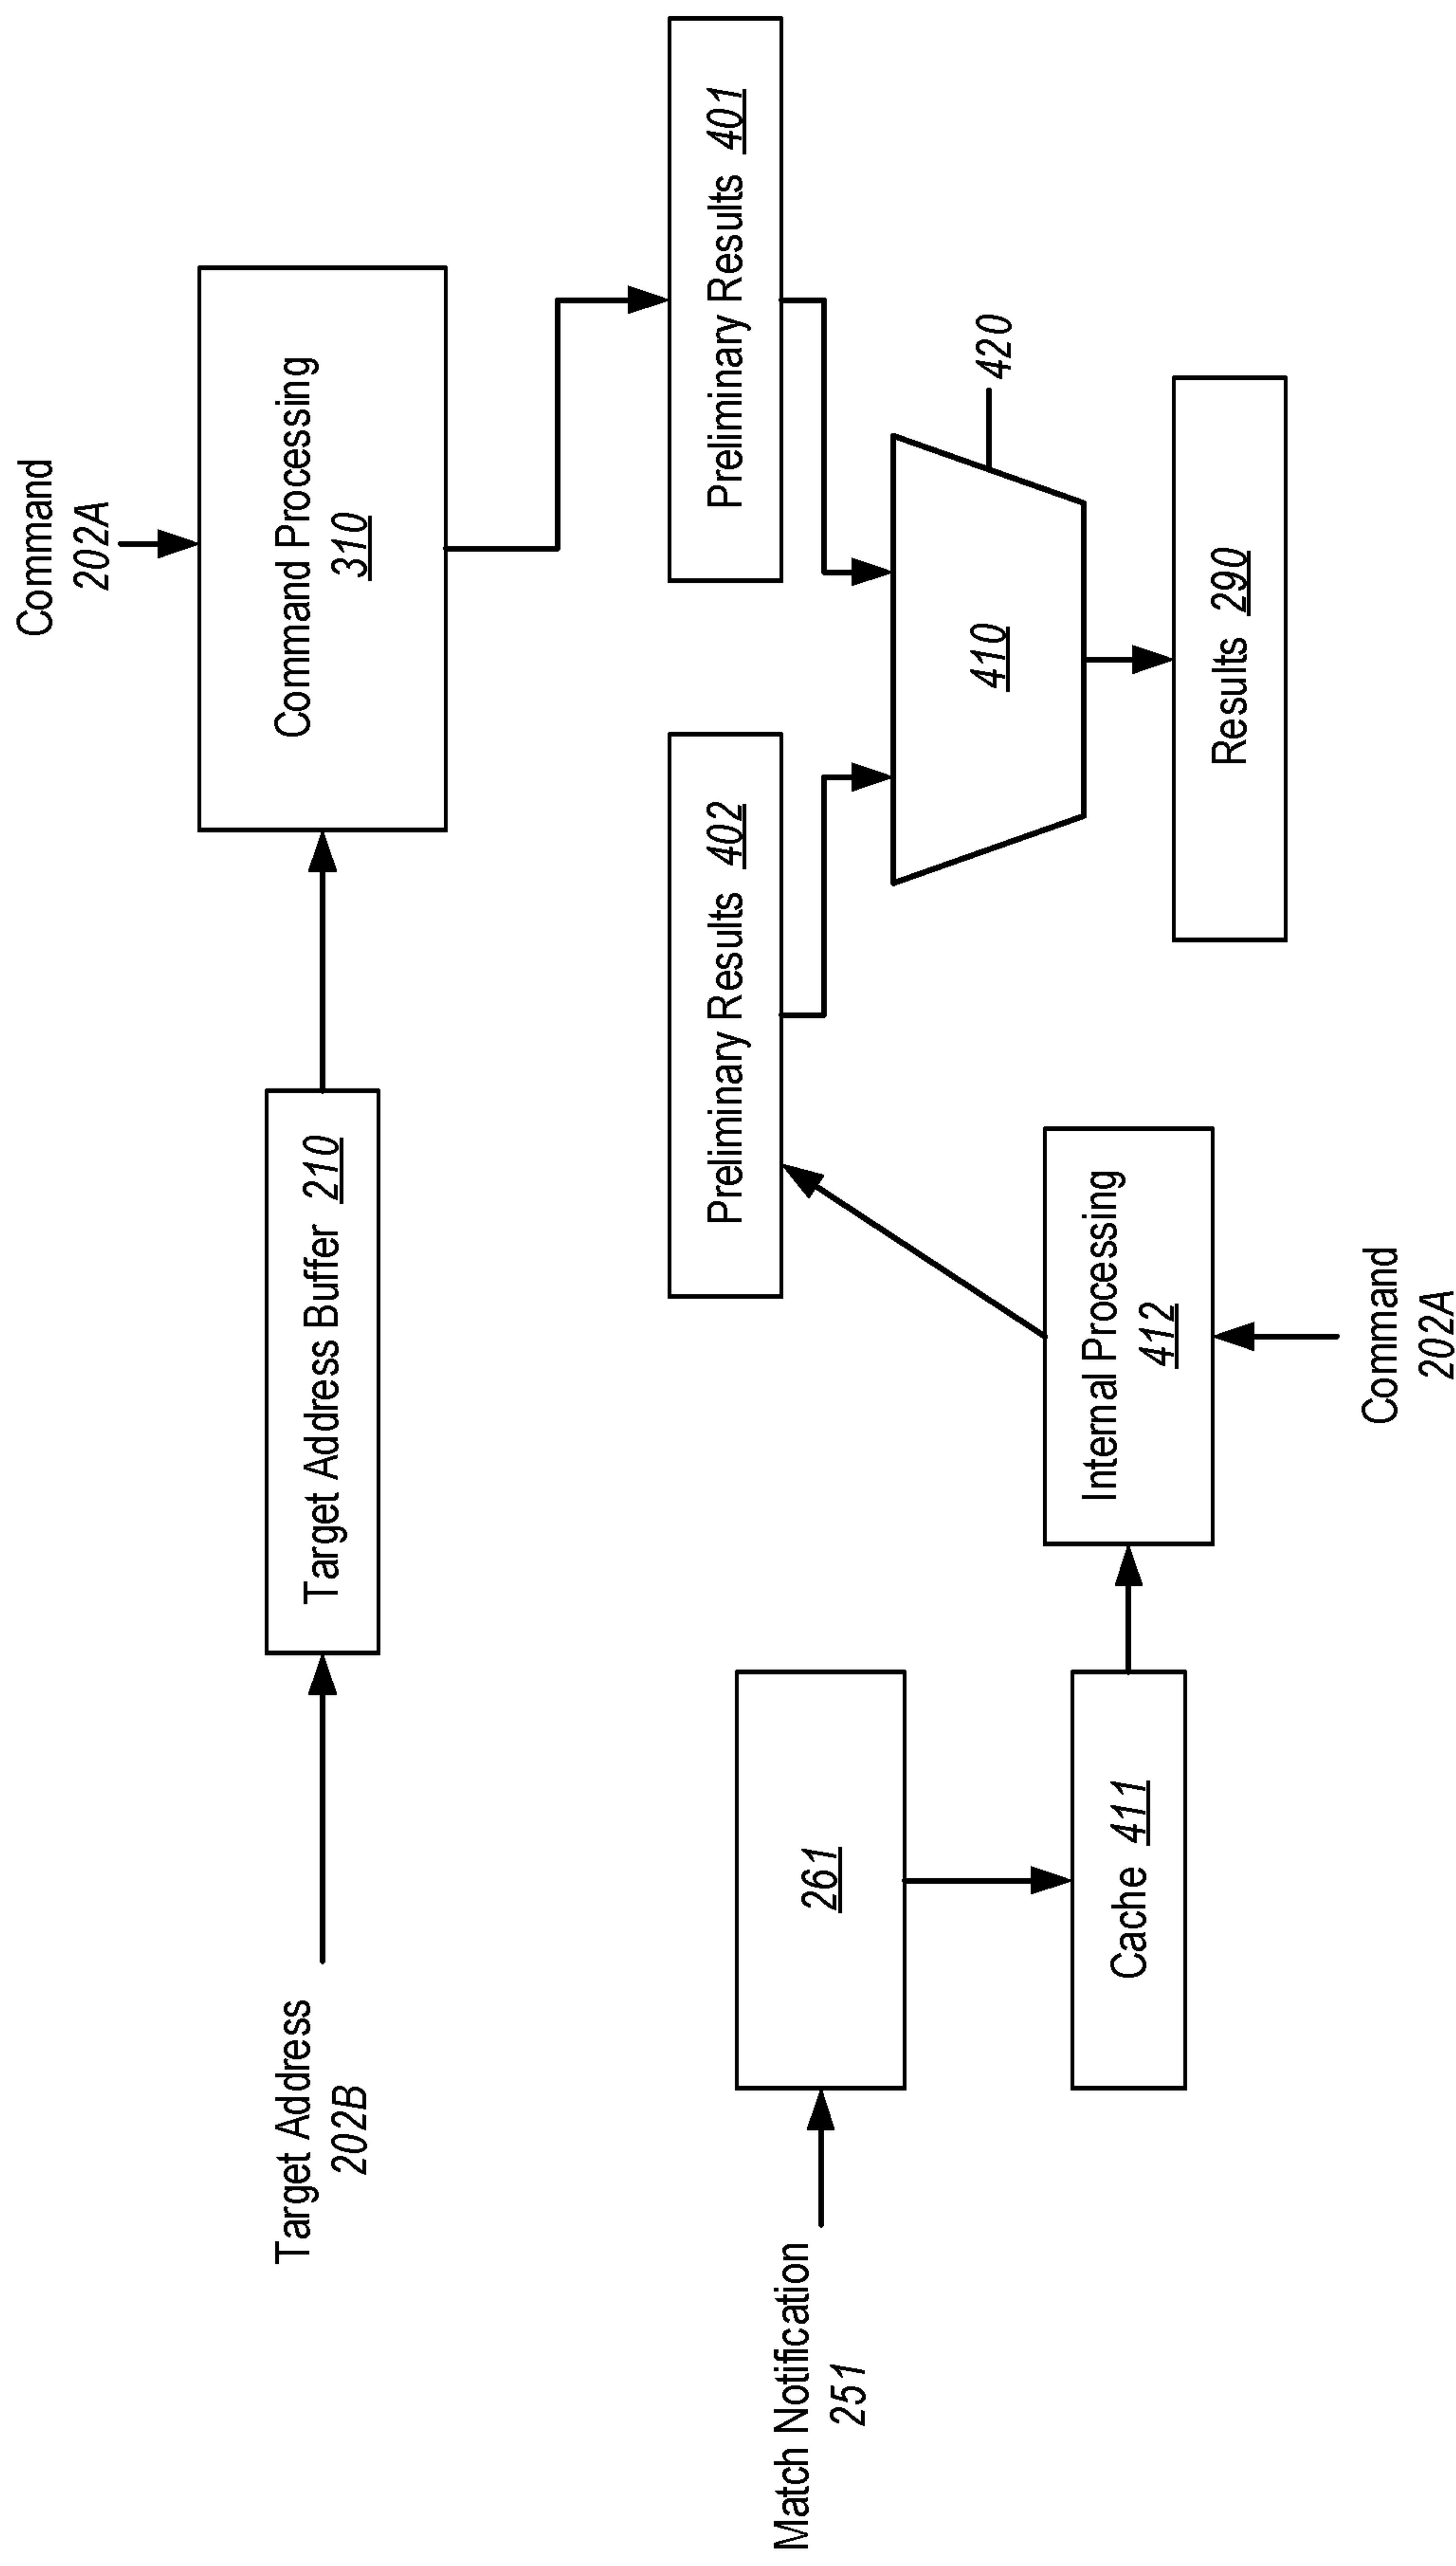 Command
202A
Target Address
202B
Target Address Buffer 210
Command Processing
310
Match Notification
251
261
Preliminary Results 402
Preliminary Results 401
Cache 411
Internal Processing
412
410
420
Command
202A
Results 290